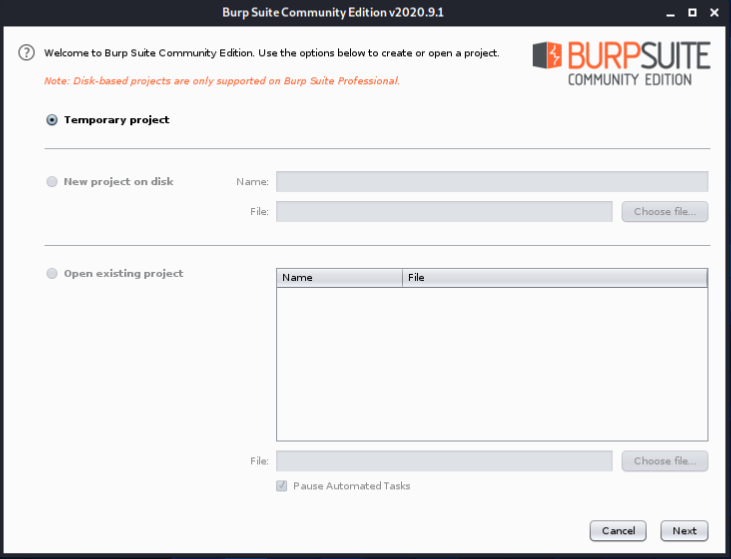 Burp Suite Community Edition v2020.9.1
Welcome to Burp Suite Community Edition. Use the options below to create or open a project.
Note: Disk-based projects are only supported on Burp Suite Professional.
BURPSUITE
COMMUNITY EDITION
Temporary project
New project on disk
Name:
File:
Choose file...
Open existing project
Name
File
File:
Choose file...
Pause Automated Tasks
Cancel
Next